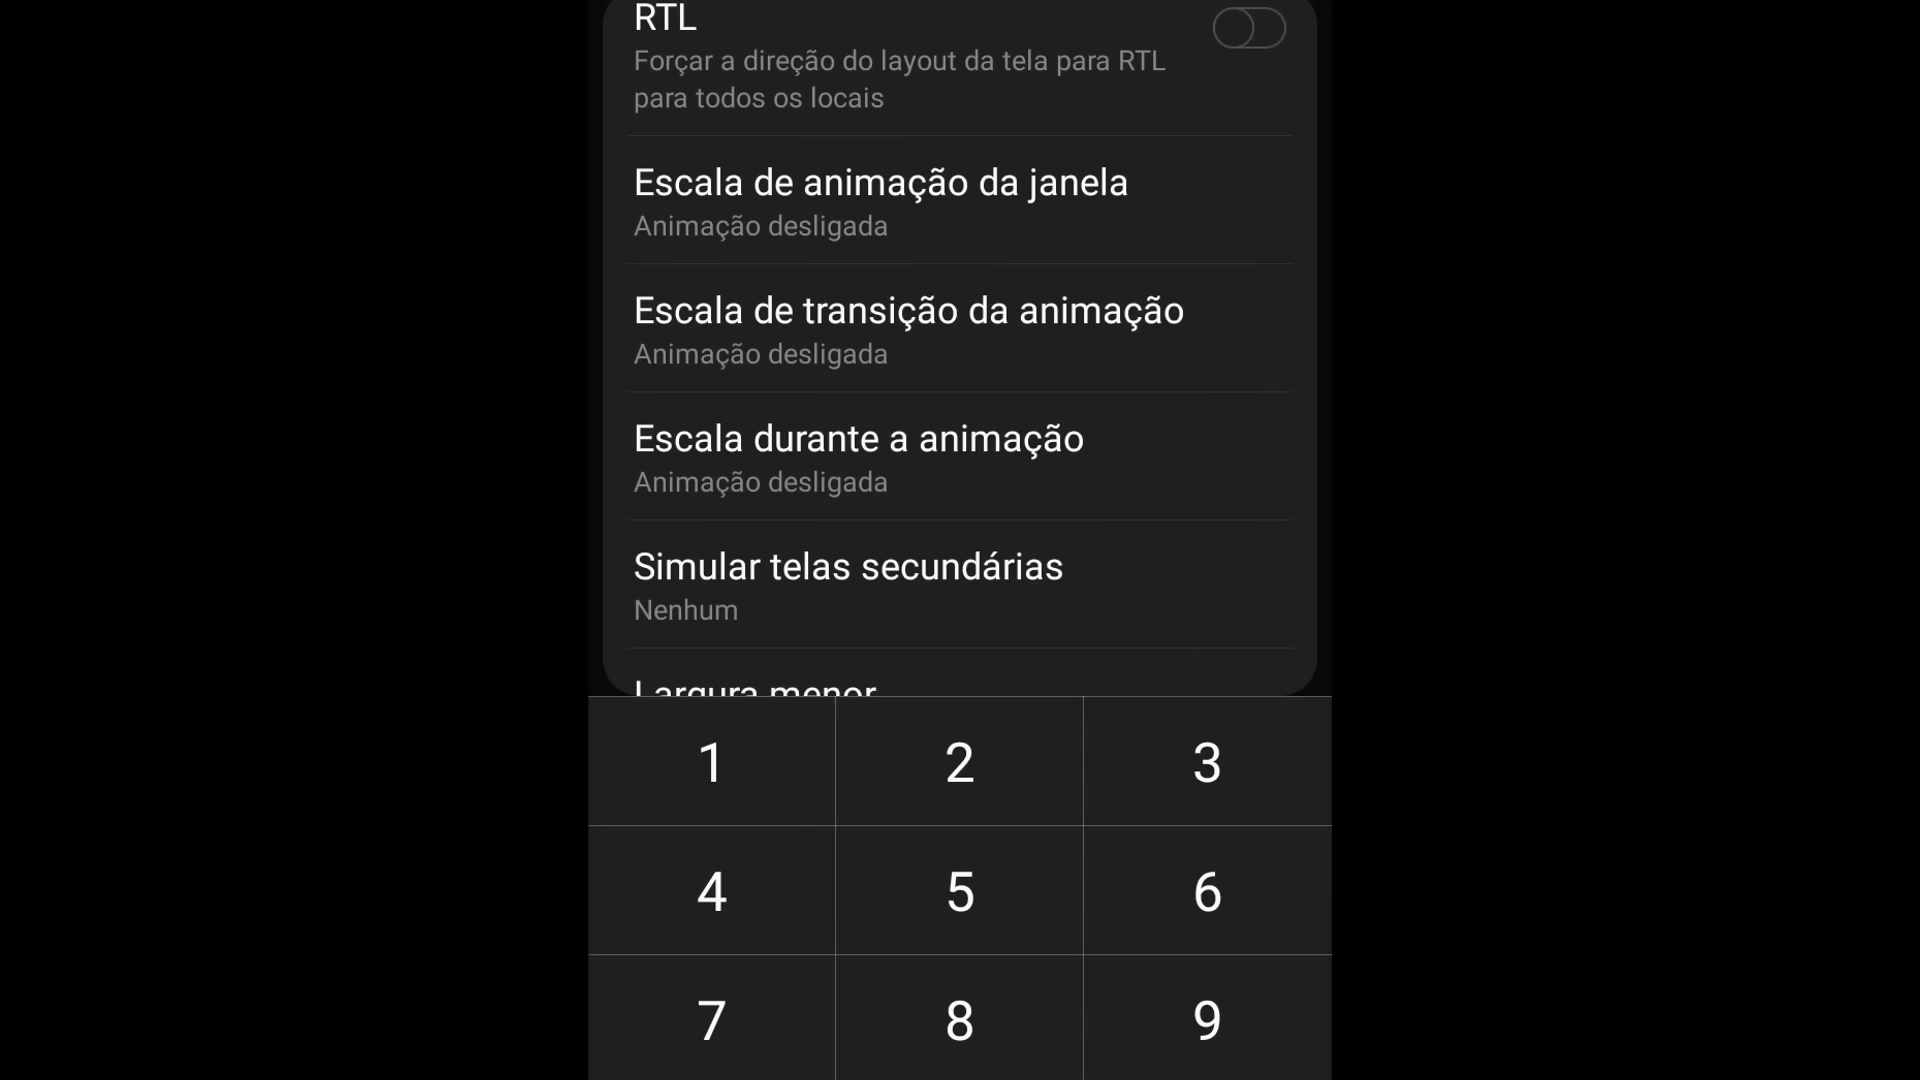 RTL
Forçar a direção do layout da tela para RTL
para todos os locais
Escala de animação da janela
Animação desligada
Escala de transição da animação
Animação desligada
Escala durante a animação
Animação desligada
Simular telas secundárias
Nenhum
Largura menor
1 2 3
4 5 6
7 8 9